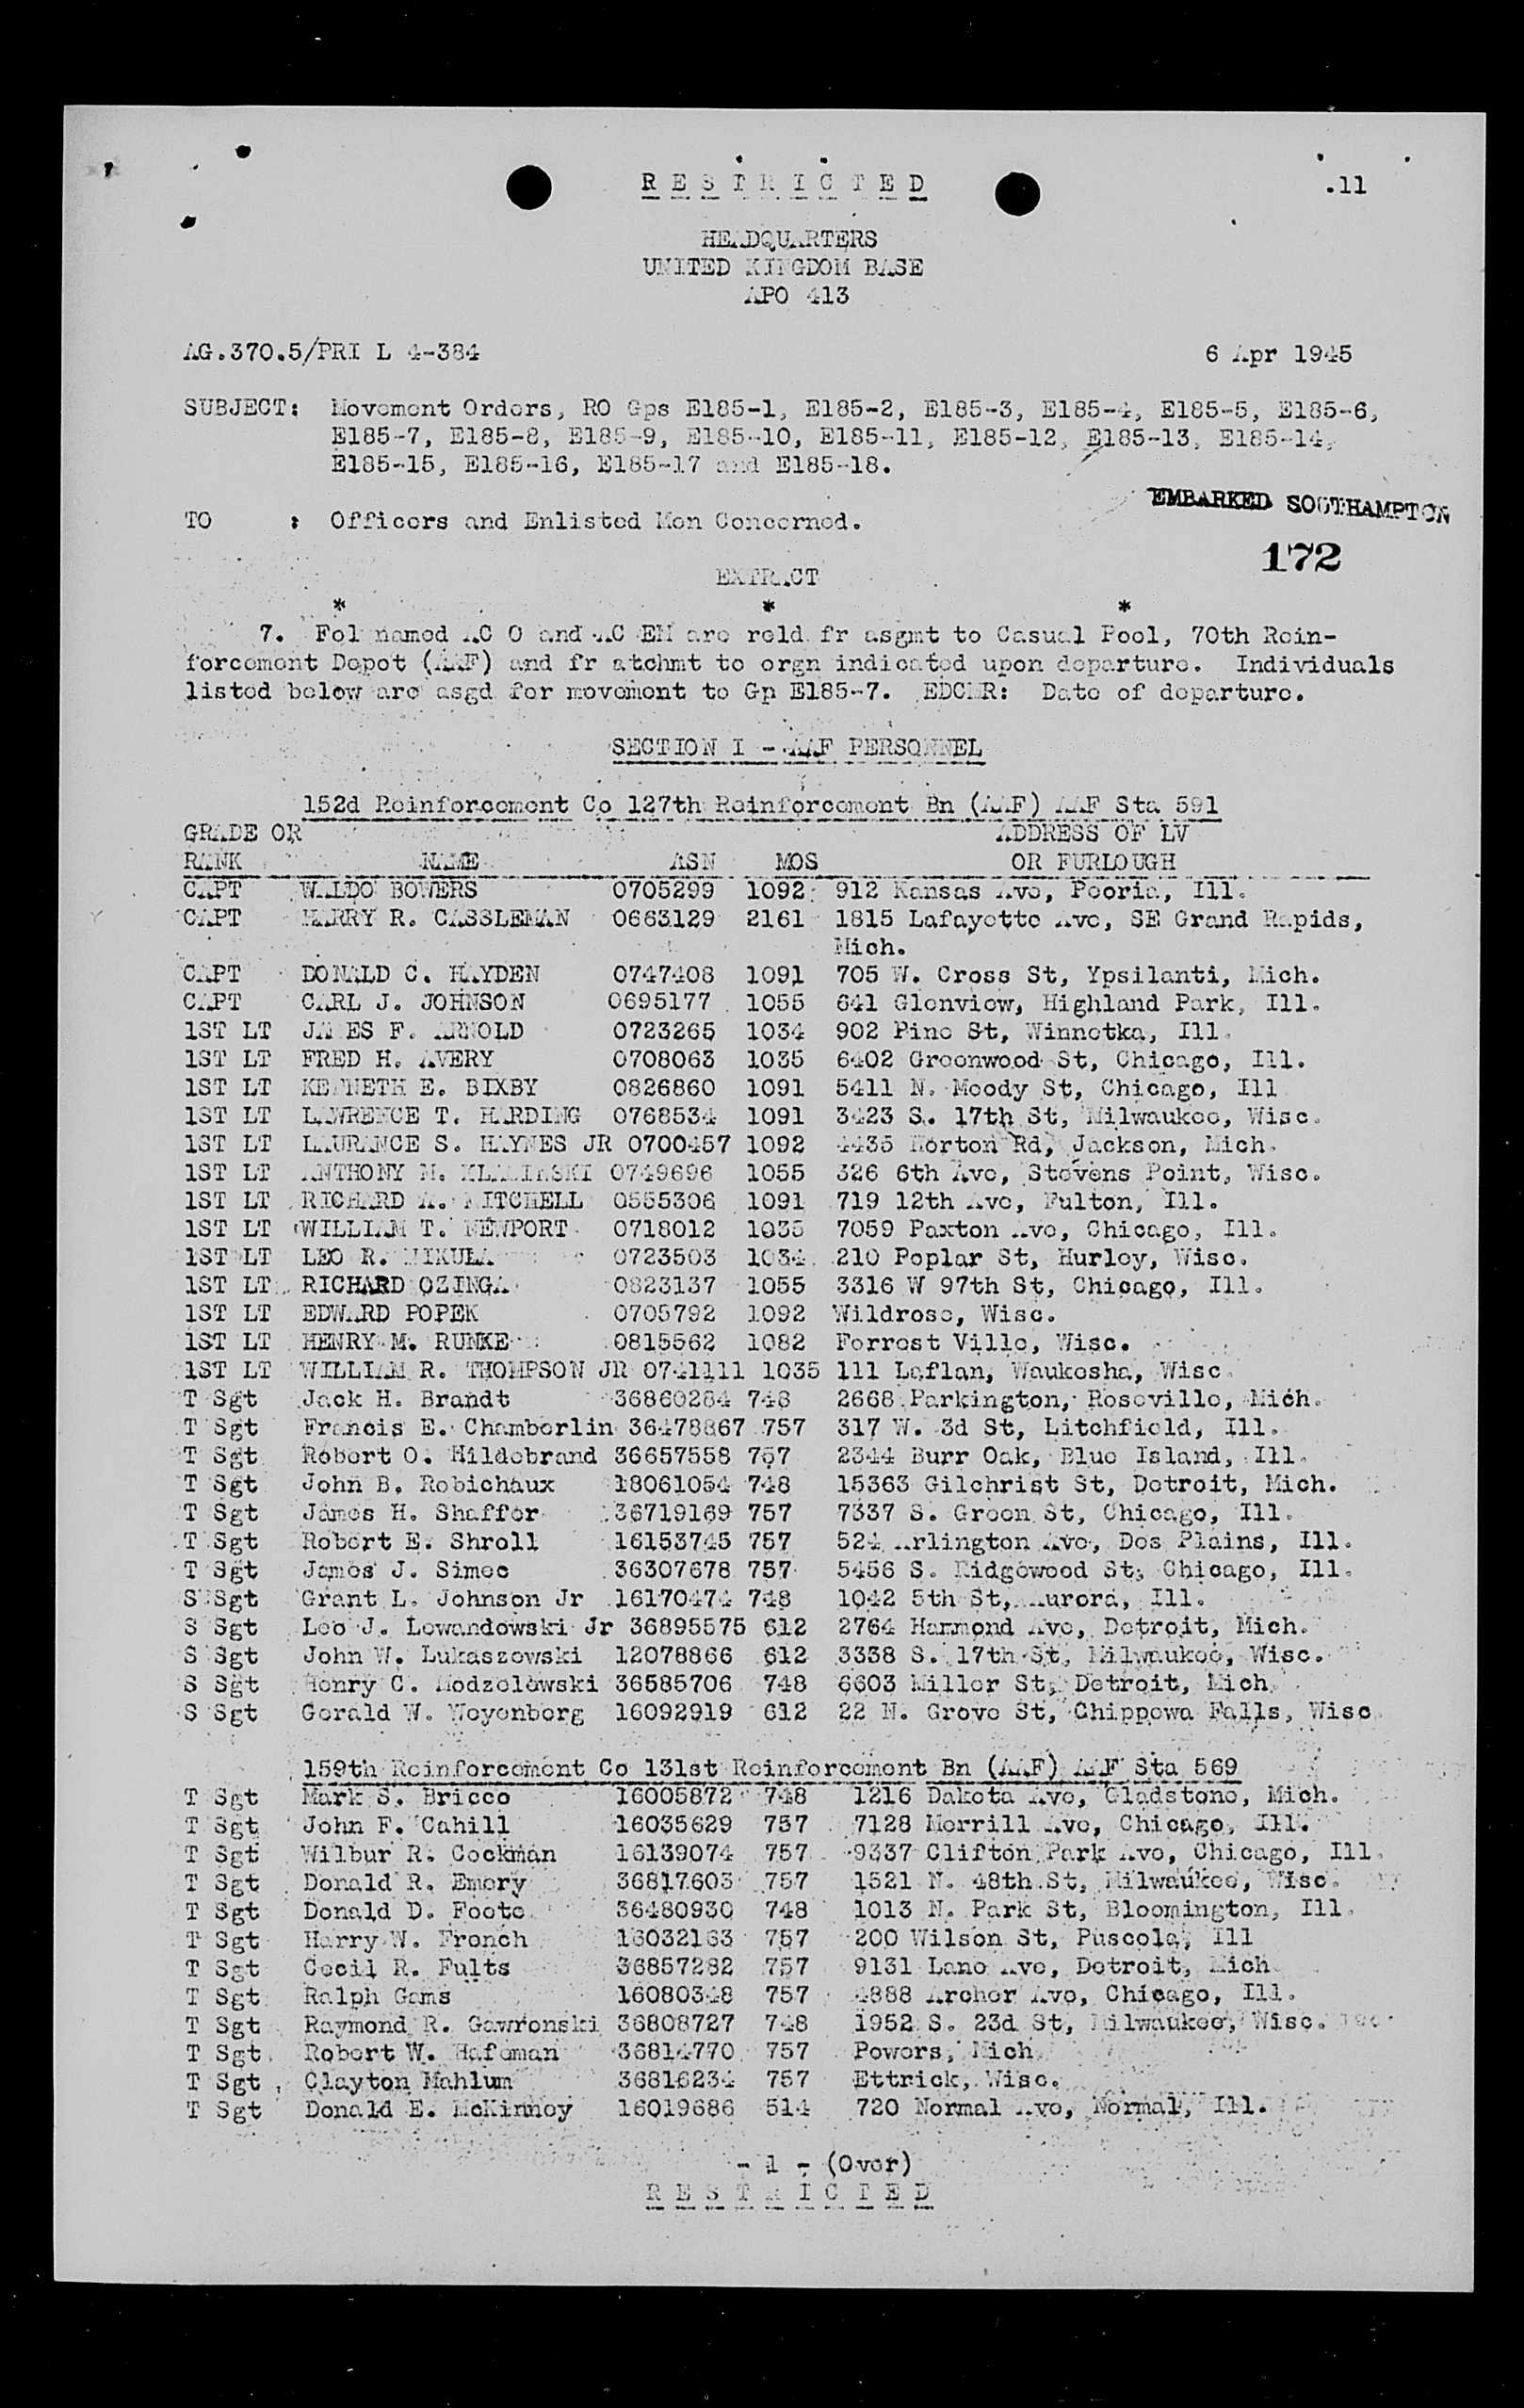 R E S T R I C T E D
.11
HEADQUARTERS
UNITED KINGDOM BASE
APO 413
AG.370.5/PRI L 4-384 6 Apr 1945
SUBJECT: Movement Orders, RO Gps E185-1, E185-2, E185-3, E185-4, E185-5, E185-6,
E185-7, E185-8, E185-9, E185-10, E185-11, E185-12, E185-13, E185-14,
E185-15, E185-16, E185-17 and E185-18.
EMBARKED SOUTHAMPTON
TO : Officers and Enlisted Men Concerned.
172
EXTRACT
* * *
7. Fol named AC O and AC EM are reld fr asgmt to Casual Pool, 70th Rein-
forcement Depot (AAF) and fr atchmt to orgn indicated upon departure. Individuals
listed below are asgd for movement to Gp E185-7. EDCMR: Date of departure.
SECTION I - AAF PERSONNEL
152d Reinforcement Co 127th Reinforcement Bn (AAF) AAF Sta 591
GRADE OR ADDRESS OF LV
RANK NAME ASN MOS OR FURLOUGH
CAPT WALDO BOWERS 0705299 1092 912 Kansas Ave, Peoria, Ill.
CAPT HARRY R. CASSLEMAN 0663129 2161 1815 Lafayette Ave, SE Grand Rapids,
Mich.
CAPT DONALD C. HAYDEN 0747408 1091 705 W. Cross St, Ypsilanti, Mich.
CAPT CARL J. JOHNSON 0695177 1055 641 Glenview, Highland Park, Ill.
1ST LT JAMES F. ARNOLD 0723265 1034 902 Pine St, Winnetka, Ill.
1ST LT FRED H. AVERY 0708063 1035 6402 Greenwood St, Chicago, Ill.
1ST LT KENNETH E. BIXBY 0826860 1091 5411 N. Moody St, Chicago, Ill
1ST LT LAWRENCE T. HARDING 0768534 1091 3423 S. 17th St, Milwaukee, Wisc.
1ST LT LAURANCE S. HAYNES JR 0700457 1092 4435 Horton Rd, Jackson, Mich.
1ST LT ANTHONY M. 0749696 1055 326 6th Ave, Stevens Point, Wisc.
1ST LT RICHARD A. MITCHELL 0555306 1091 719 12th Ave, Fulton, Ill.
1ST LT WILLIAM T. NEWPORT 0718012 1035 7059 Paxton Ave, Chicago, Ill.
1ST LT LEO R. MIKULA 0723503 1034 210 Poplar St, Hurley, Wisc.
1ST LT RICHARD OZINGA 0823137 1055 3316 W 97th St, Chicago, Ill.
1ST LT EDWARD POPEK 0705792 1092 Wildrose, Wisc.
1ST LT HENRY M. RUNKE 0815562 1082 Forrest Ville, Wisc.
1ST LT WILLIAM R. THOMPSON JR 0741111 1035 111 Laflan, Waukesha, Wisc.
T Sgt Jack H. Brandt 36860284 748 2668 Parkington, Roseville, Mich.
T Sgt Francis E. Chamberlin 36478867 757 317 W. 3d St, Litchfield, Ill.
T Sgt Robert O. Hildebrand 36657558 757 2344 Burr Oak, Blue Island, Ill.
T Sgt John B. Robichaux 18061054 748 15363 Gilchrist St, Detroit, Mich.
T Sgt James H. Shaffer 36719169 757 7337 S. Green St, Chicago, Ill.
T Sgt Robert E. Shroll 16153745 757 524 Arlington Ave, Des Plains, Ill.
T Sgt James J. Simec 36307678 757 5456 S. Ridgewood St, Chicago, Ill.
S Sgt Grant L. Johnson Jr 16170474 748 1042 5th St, Aurora, Ill.
S Sgt Leo J. Lewandowski Jr 36895575 612 2764 Hammond Ave, Detroit, Mich.
S Sgt John W. Lukaszewski 12078866 612 3338 S. 17th St, Milwaukee, Wisc.
S Sgt Henry C. Modzelewski 36585706 748 6603 Miller St, Detroit, Mich.
S Sgt Gerald W. Weyenberg 16092919 612 22 N. Grove St, Chippewa Falls, Wisc
159th Reinforcement Co 131st Reinforcement Bn (AAF) AAF Sta 569
T Sgt Mark S. Bricco 16005872 748 1216 Dakota Ave, Gladstone, Mich.
T Sgt John F. Cahill 16035629 757 7128 Merrill Ave, Chicago, Ill.
T Sgt Wilbur R. Cockman 16139074 757 9337 Clifton Park Ave, Chicago, Ill.
T Sgt Donald R. Emery 36817603 757 1521 N. 48th St, Milwaukee, Wisc.
T Sgt Donald D. Foote 36480930 748 1013 N. Park St, Bloomington, Ill.
T Sgt Harry W. French 16032163 757 200 Wilson St, Puscola, Ill
T Sgt Cecil R. Fults 36857282 757 9131 Lane Ave, Detroit, Mich
T Sgt Ralph Gams 16080348 757 4888 Archer Ave, Chicago, Ill.
T Sgt Raymond R. Gawronski 36808727 748 1952 S. 23d St, Milwaukee, Wisc.
T Sgt Robert W. Hafeman 36814770 757 Powers, Mich
T Sgt Clayton Mahlum 36816234 757 Ettrick, Wisc.
T Sgt Donald E. McKinney 16019686 514 720 Normal Ave, Normal, Ill.
- 1 - (Over)
R E S T R I C T E D